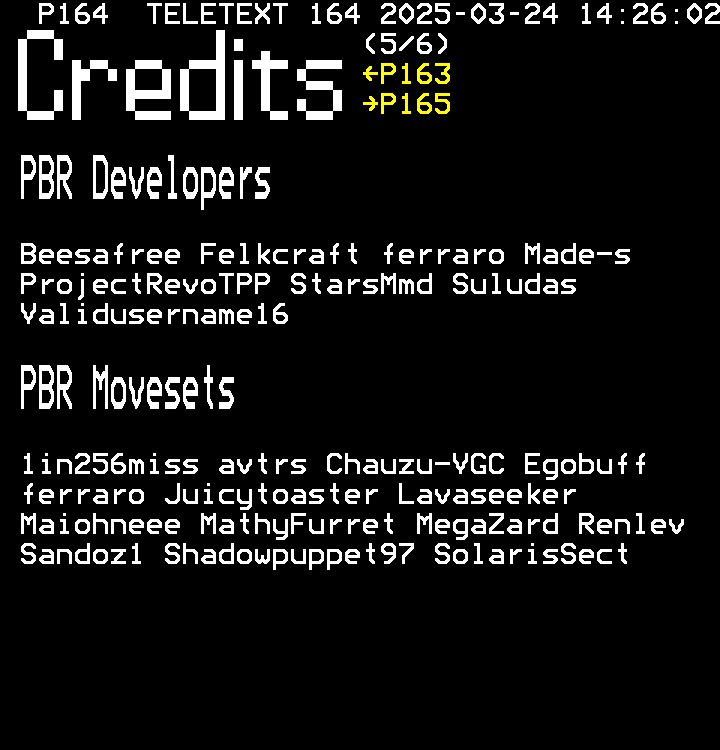 P164 TELETEXT 164 2025-03-24 14:26:02
Credits
(5/6)
←P163
→P165
PBR Developers
Beesafree Felkcraft ferraro Made-s
ProjectRevoTPP StarsMmd Suludas
Validusername16
PBR Movesets
1in256miss avtrs Chauzu-VGC Egobuff
ferraro Juicytoaster Lavaseeker
Maiohneee MathyFurret MegaZard Renlev
Sandoz1 Shadowpuppet97 SolarisSect